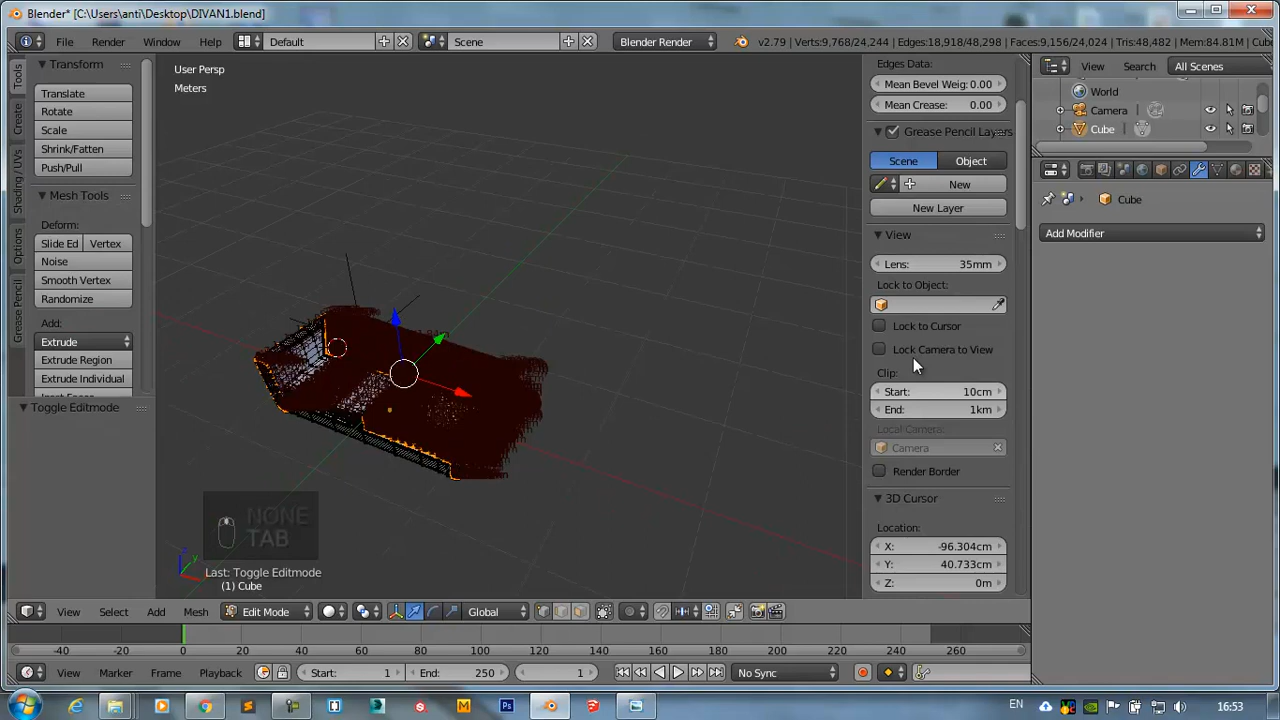 Blender* [C:\Users\anti\Desktop\DIVAN1.blend]
File Render Window Help Default Scene Blender Render v2.79 | Verts:9,768/24,244 | Edges:18,918/48,298 | Faces:9,156/24,024 | Tris:48,482 | Mem:84.81M | Cube
Tools
Create
Shading / UVs
Options
Grease Pencil
Transform
Translate
Rotate
Scale
Shrink/Fatten
Push/Pull
Mesh Tools
Deform:
Slide Ed Vertex
Noise
Smooth Vertex
Randomize
Add:
Extrude
Extrude Region
Extrude Individual
Toggle Editmode
User Persp
Meters
NONE
TAB
Last: Toggle Editmode
(1) Cube
Edges Data:
Mean Bevel Weig: 0.00
Mean Crease: 0.00
Grease Pencil Layers
Scene Object
New
New Layer
View
Lens: 35mm
Lock to Object:
Lock to Cursor
Lock Camera to View
Clip:
Start: 10cm
End: 1km
Local Camera:
Camera
Render Border
3D Cursor
Location:
X: -96.304cm
Y: 40.733cm
Z: 0m
View Search All Scenes
World
Camera
Cube
Cube
Add Modifier
View Select Add Mesh Edit Mode Global
-40 -20 0 20 40 60 80 100 120 140 160 180 200 220 240 260
View Marker Frame Playback Start: 1 End: 250 1 No Sync
EN 16:53